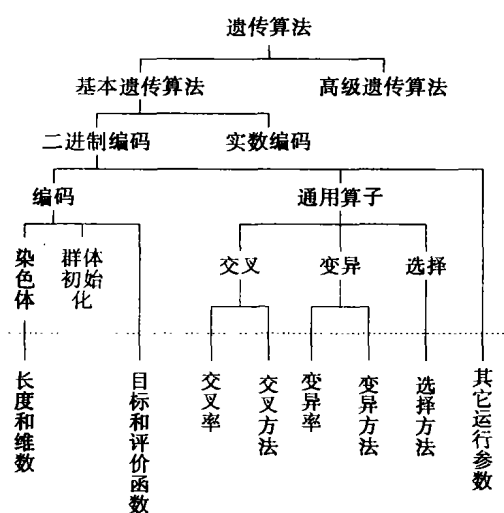 遗传算法
基本遗传算法
高级遗传算法
二进制编码
实数编码
编码
通用算子
染色体
群体初始化
交叉
变异
选择
长度和维数
目标和评价函数
交叉率
交叉方法
变异率
变异方法
选择方法
其它运行参数